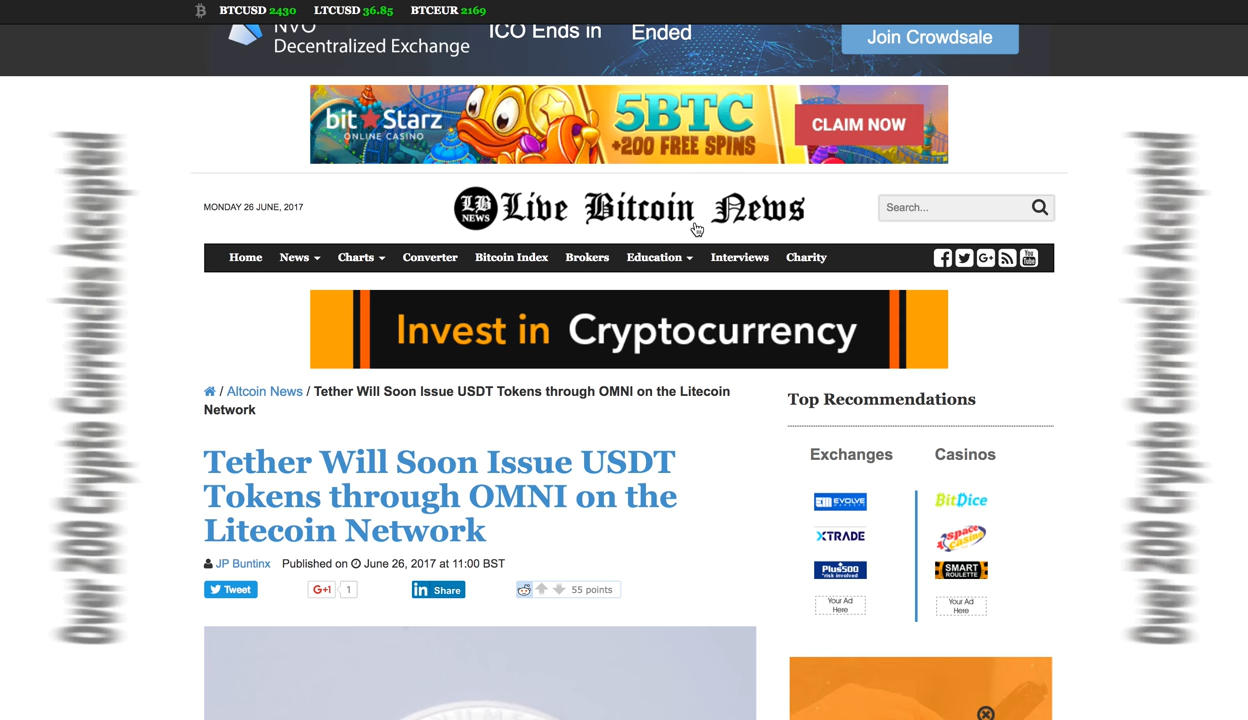 BTCUSD 2430 LTCUSD 36.85 BTCEUR 2169
NVO
Decentralized Exchange
ICO Ends in
Ended
Join Crowdsale
bitStarz
ONLINE CASINO
5BTC
+200 FREE SPINS
CLAIM NOW
MONDAY 26 JUNE, 2017
LB
NEWS
Live Bitcoin News
Search...
Home News Charts Converter Bitcoin Index Brokers Education Interviews Charity
You
Tube
Invest in Cryptocurrency
/ Altcoin News / Tether Will Soon Issue USDT Tokens through OMNI on the Litecoin
Network
Tether Will Soon Issue USDT
Tokens through OMNI on the
Litecoin Network
JP Buntinx Published on June 26, 2017 at 11:00 BST
Tweet
G+1 1
in Share
55 points
Top Recommendations
Exchanges
EVOLVE
XTRADE
Plus500
*risk involved
Your Ad
Here
Casinos
BitDice
space
casino
SMART
ROULETTE
Your Ad
Here